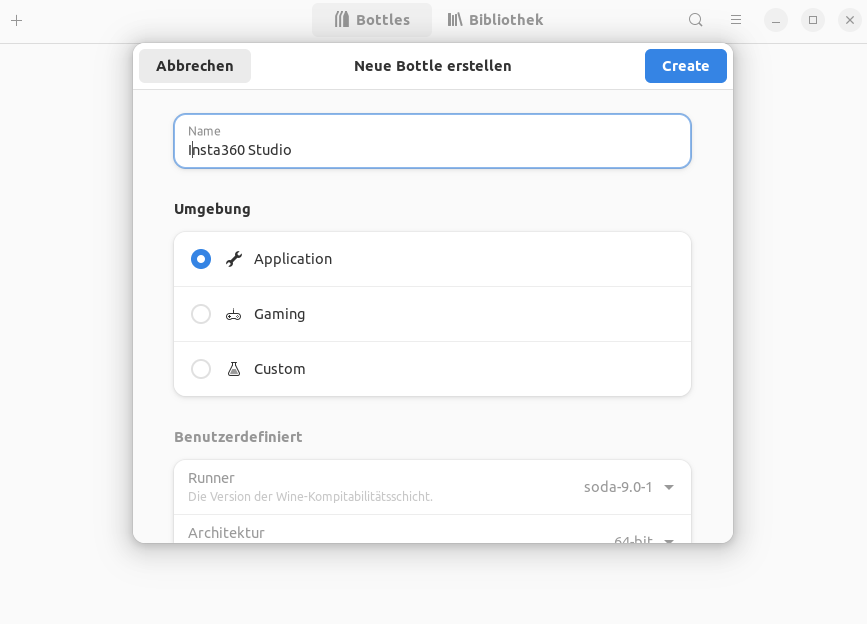 Bottles
Bibliothek
Abbrechen
Neue Bottle erstellen
Create
Name
Insta360 Studio
Umgebung
Application
Gaming
Custom
Benutzerdefiniert
Runner
Die Version der Wine-Kompitabilitätsschicht.
soda-9.0-1
Architektur
64-bit